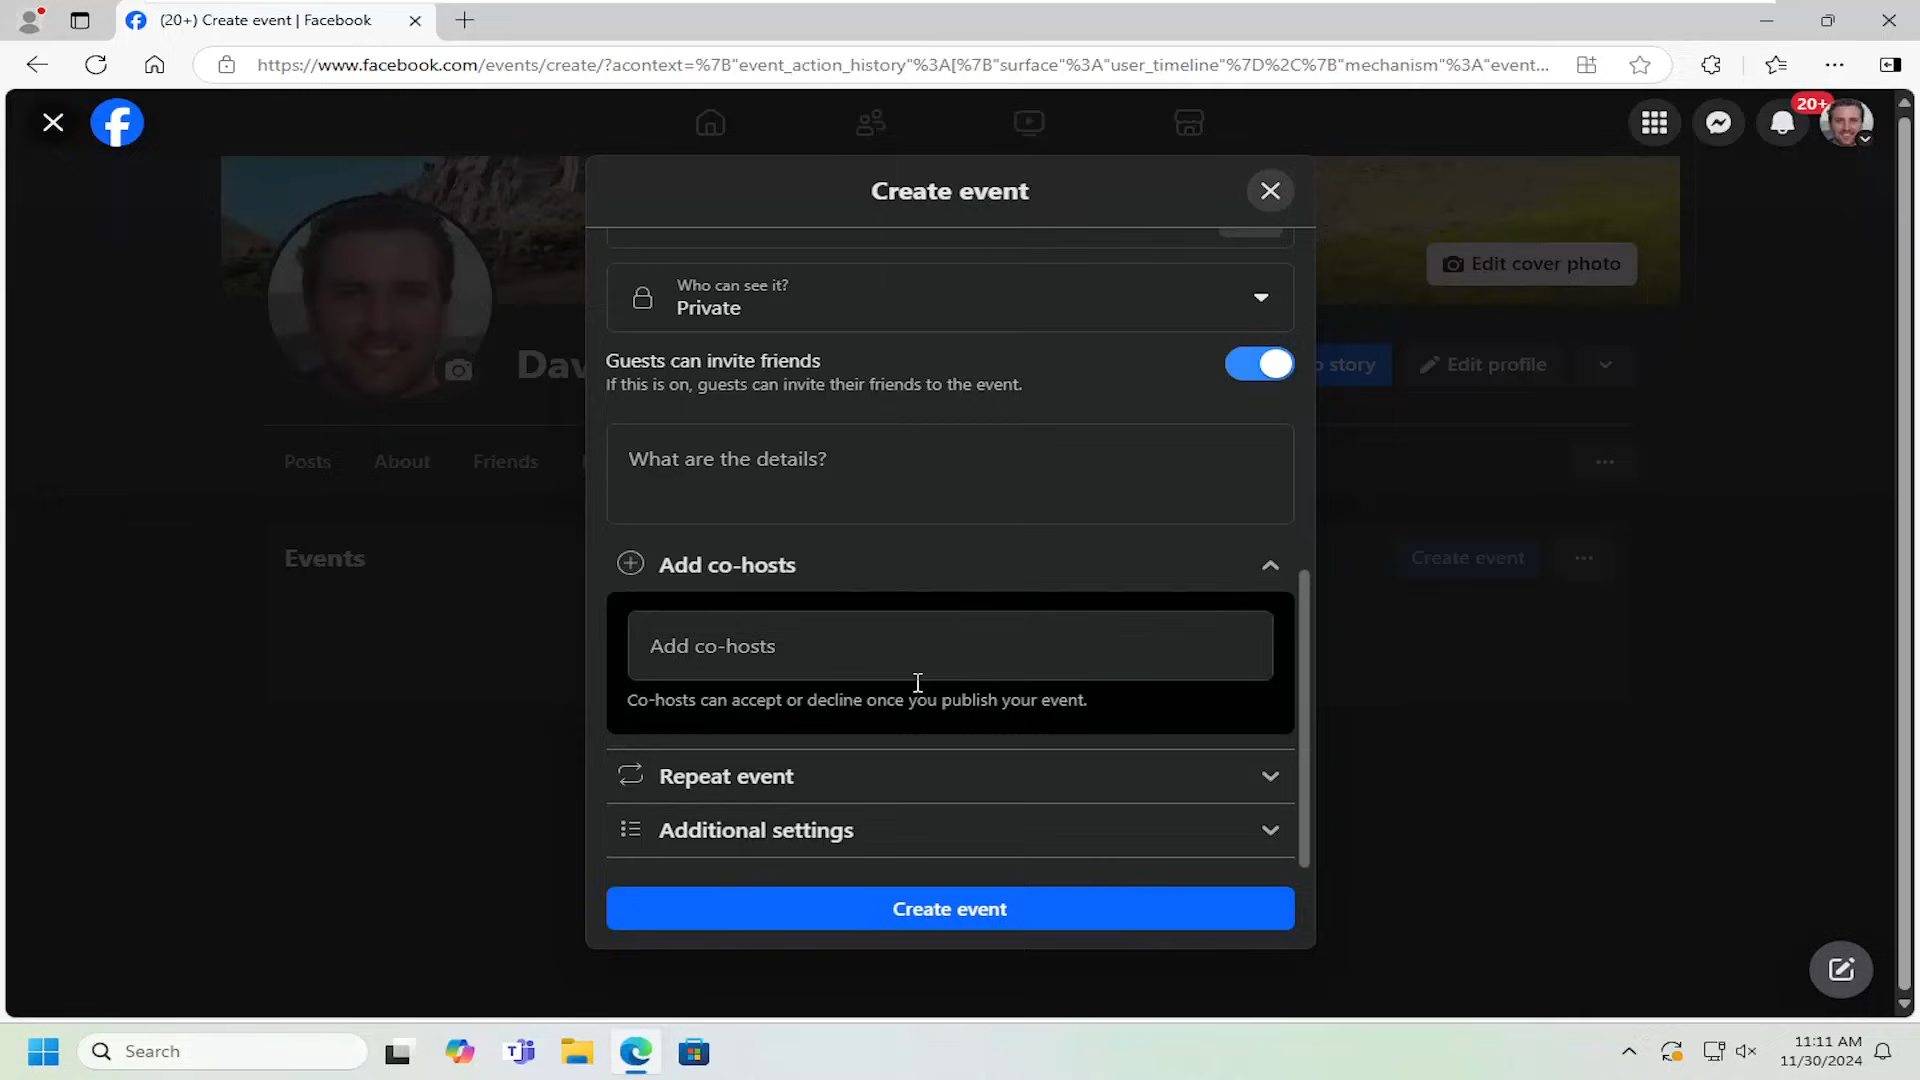 (20+) Create event | Facebook
https://www.facebook.com/events/create/?acontext=%7B"event_action_history"%3A[%7B"surface"%3A"user_timeline"%7D%2C%7B"mechanism"%3A"event...
20+
Create event
Edit cover photo
Who can see it?
Private
Guests can invite friends
If this is on, guests can invite their friends to the event.
Dav
story
Edit profile
Posts
About
Friends
What are the details?
Events
Create event
Add co-hosts
Add co-hosts
Co-hosts can accept or decline once you publish your event.
Repeat event
Additional settings
Create event
Search
11:11 AM
11/30/2024